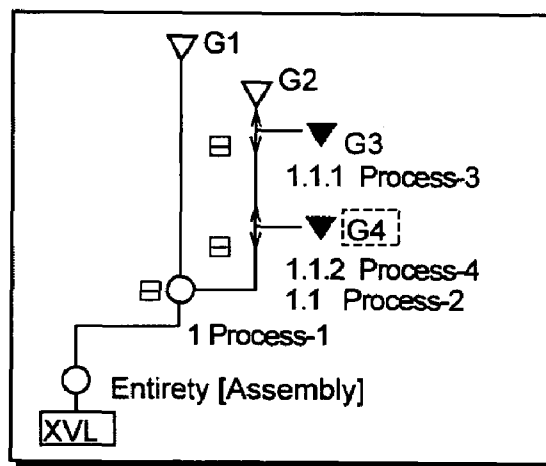 G1
G2
G3
1.1.1 Process-3
G4
1.1.2 Process-4
1.1 Process-2
1 Process-1
Entirety [Assembly]
XVL